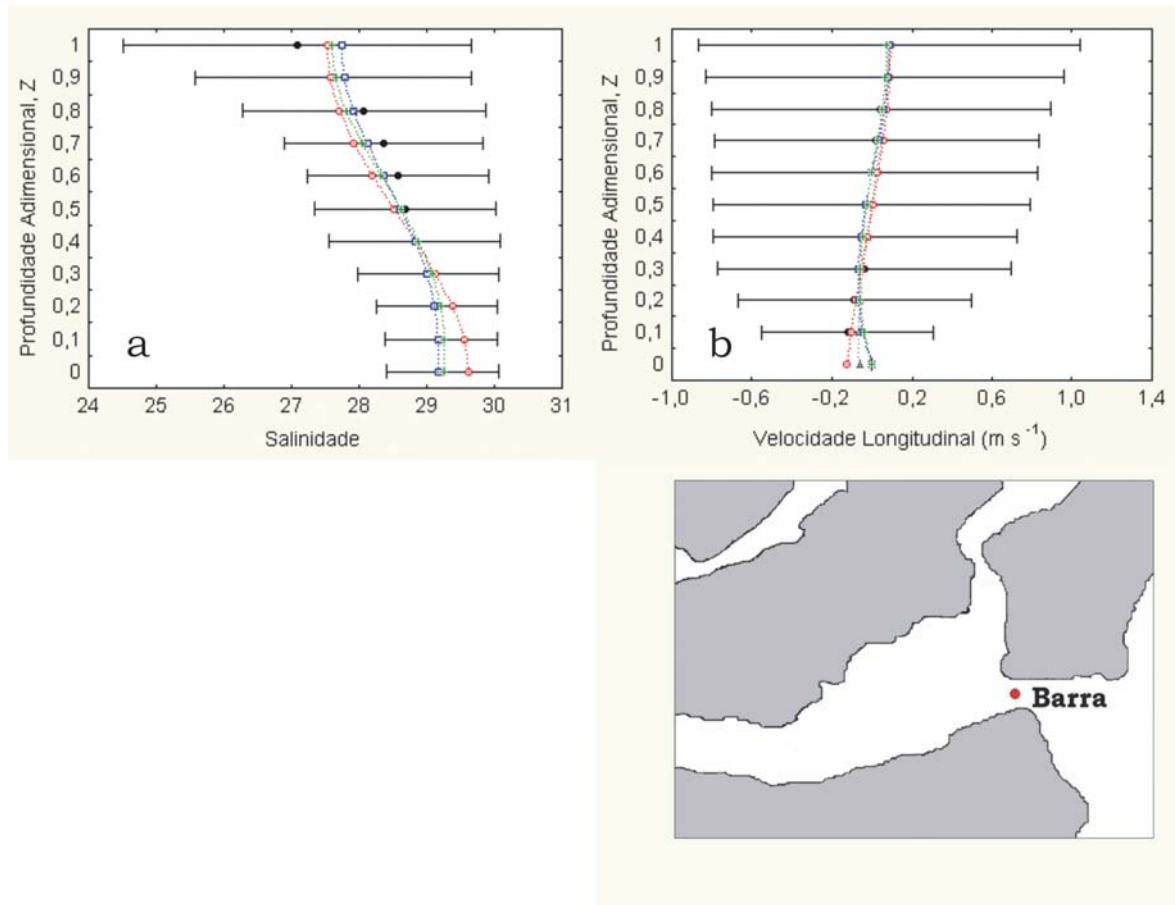 1
0,9
0,8
0,7
0,6
0,5
0,4
0,3
0,2
0,1
0
Profundidade Adimensional, Z
a
24 25 26 27 28 29 30 31
Salinidade
1
0,9
0,8
0,7
0,6
0,5
0,4
0,3
0,2
0,1
0
Profundidade Adimensional, Z
b
-1,0 -0,6 -0,2 0,2 0,6 1,0 1,4
Velocidade Longitudinal (m s⁻¹)
Barra